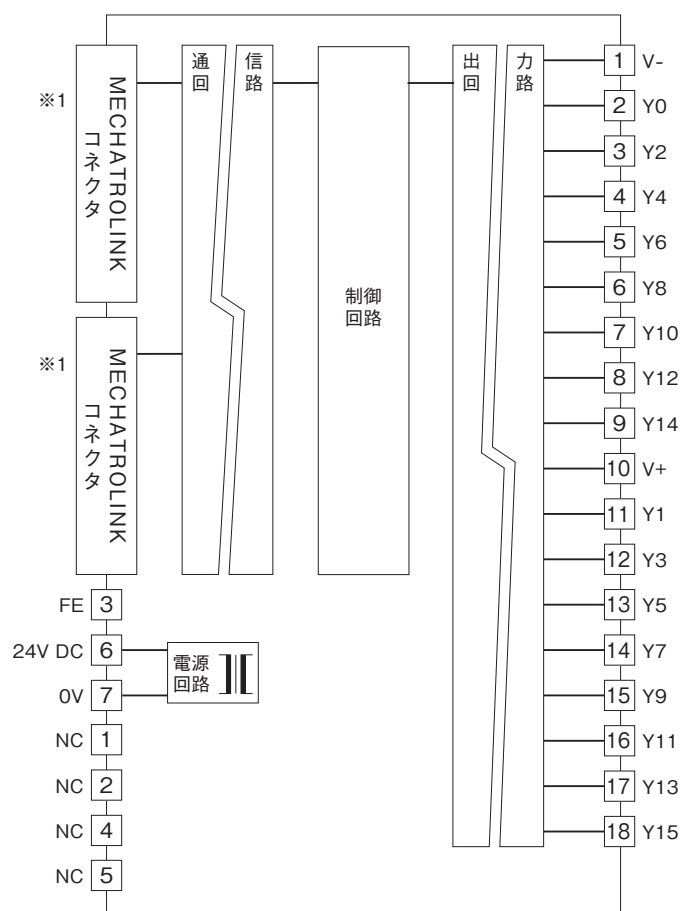 ※1
MECHATROLINK
コネクタ
※1
MECHATROLINK
コネクタ
通信
回路
制御
回路
出力
回路
FE 3
24V DC 6
0V 7
NC 1
NC 2
NC 4
NC 5
電源
回路
1 V-
2 Y0
3 Y2
4 Y4
5 Y6
6 Y8
7 Y10
8 Y12
9 Y14
10 V+
11 Y1
12 Y3
13 Y5
14 Y7
15 Y9
16 Y11
17 Y13
18 Y15